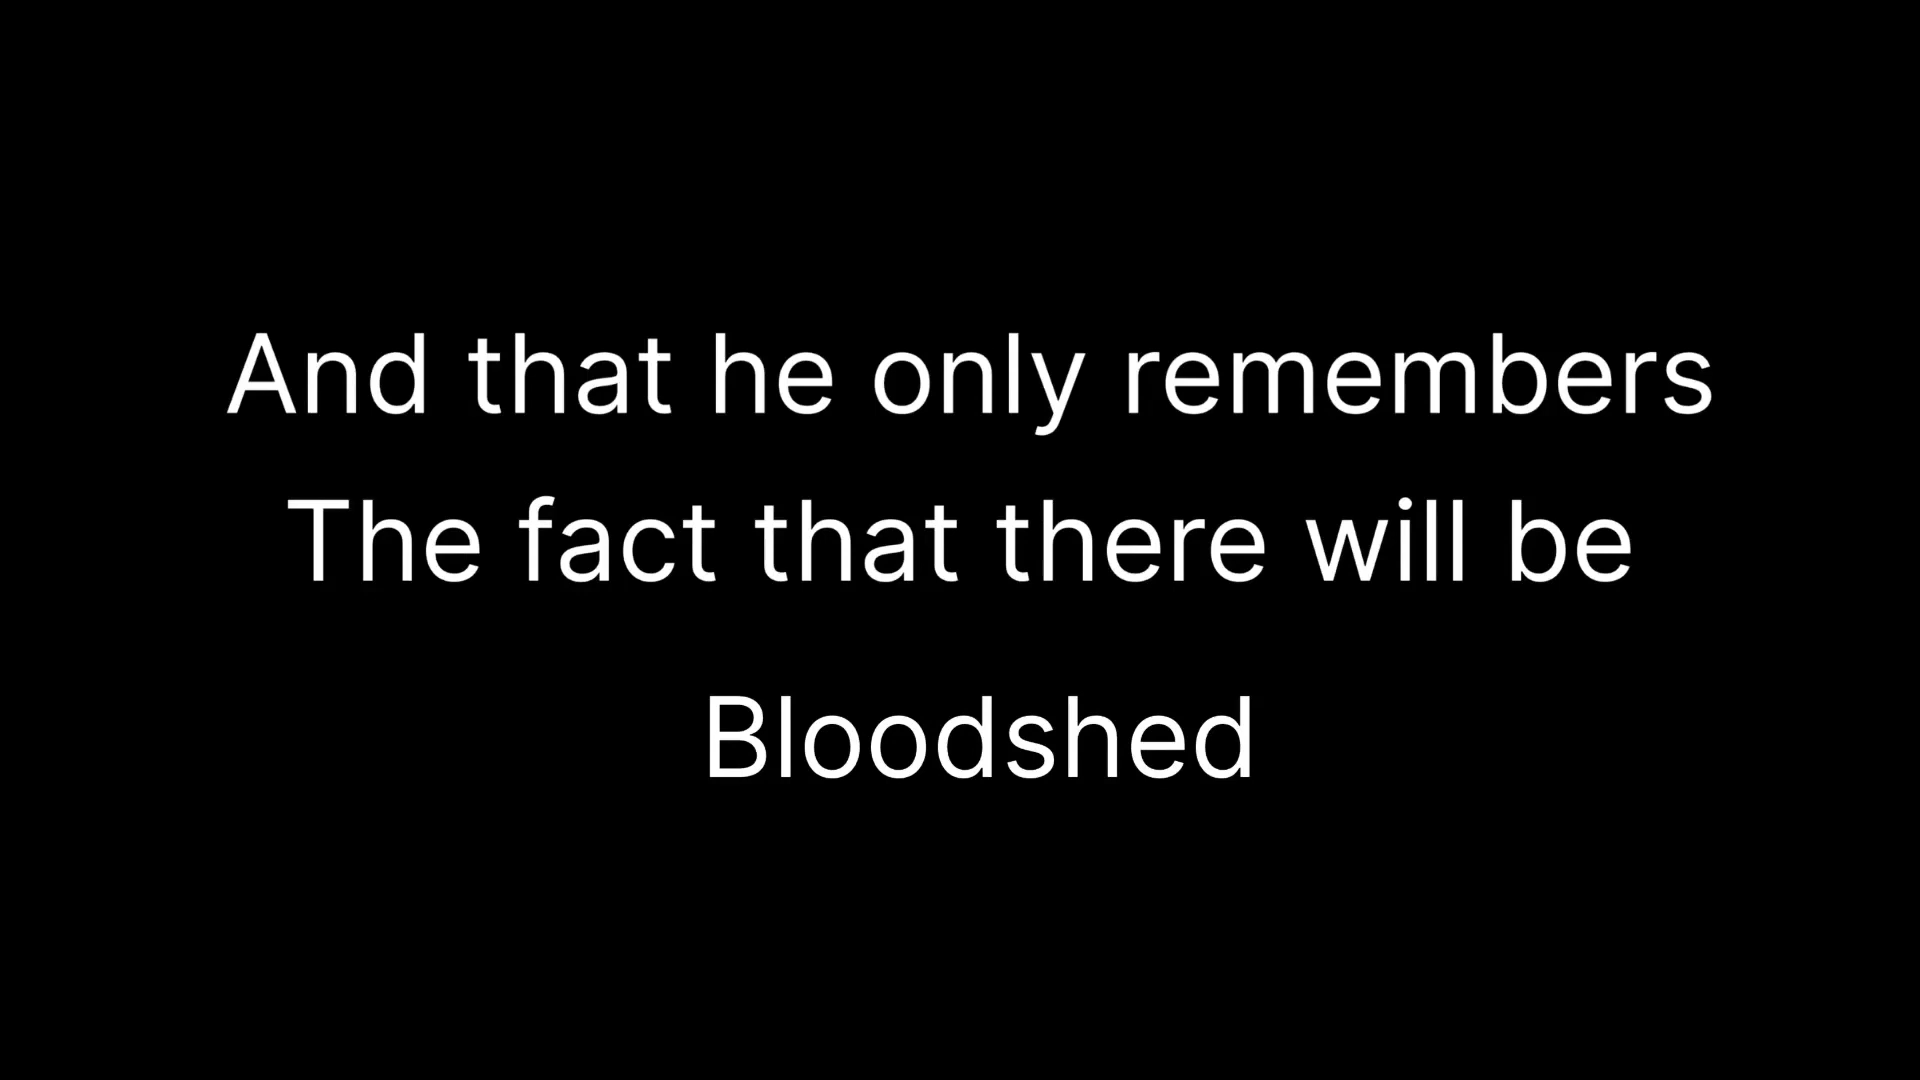 And that he only remembers
The fact that there will be
Bloodshed